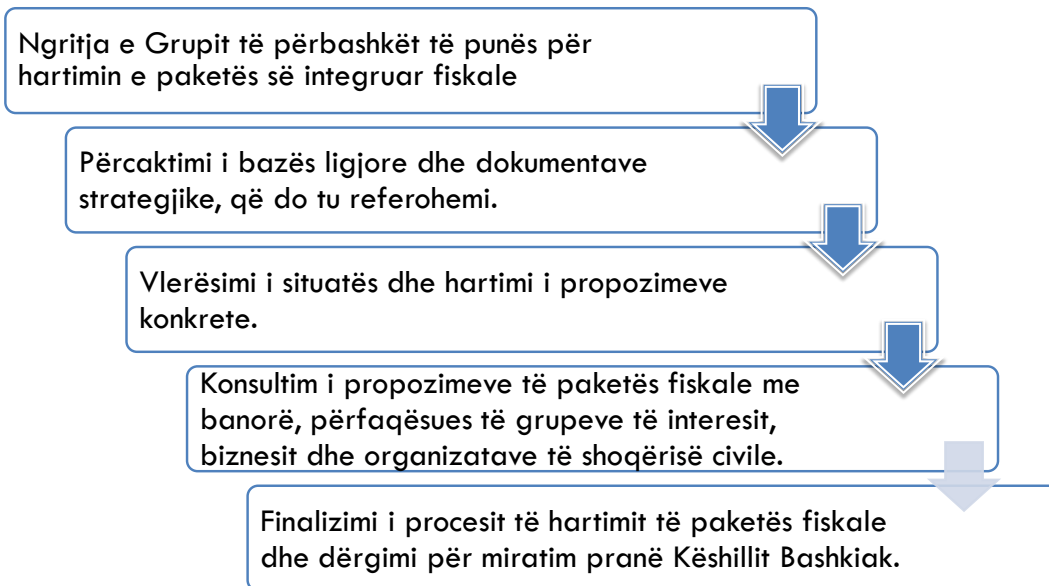 Ngritja e Grupit të përbashkët të punës për
hartimin e paketës së integruar fiskale
Përcaktimi i bazës ligjore dhe dokumentave
strategjike, që do tu referohemi.
Vlerësimi i situatës dhe hartimi i propozimeve
konkrete.
Konsultim i propozimeve të paketës fiskale me
banorë, përfaqësues të grupeve të interesit,
biznesit dhe organizatave të shoqërisë civile.
Finalizimi i procesit të hartimit të paketës fiskale
dhe dërgimi për miratim pranë Këshillit Bashkiak.